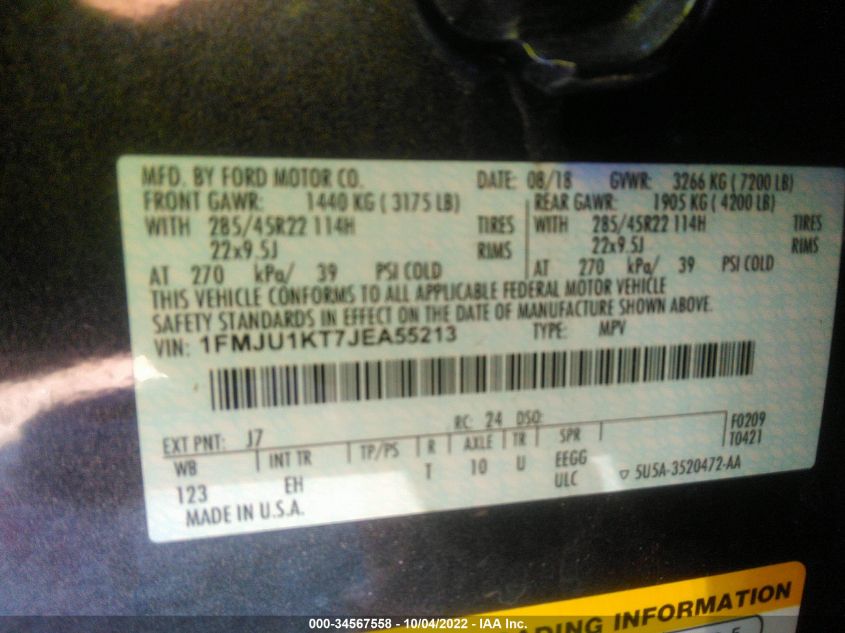 MFD. BY FORD MOTOR CO. DATE: 08/18 GVWR: 3266 KG ( 7200 LB)
FRONT GAWR: 1440 KG ( 3175 LB) REAR GAWR: 1905 KG ( 4200 LB)
WITH 285/45R22 114H TIRES WITH 285/45R22 114H TIRES
22x9.5J RIMS 22x9.5J RIMS
AT 270 kPa/ 39 PSI COLD AT 270 kPa/ 39 PSI COLD
THIS VEHICLE CONFORMS TO ALL APPLICABLE FEDERAL MOTOR VEHICLE
SAFETY STANDARDS IN EFFECT ON THE DATE OF MANUFACTURE SHOWN ABOVE.
VIN: 1FMJU1KT7JEA55213 TYPE: MPV
EXT PNT: J7 RC: 24 DSO: F0209
WB INT TR TP/PS R AXLE TR SPR T0421
123 EH T 10 U EEGG
ULC ▽ 5U5A-3520472-AA
MADE IN U.S.A.
ADING INFORMATION
000-34567558 - 10/04/2022 - IAA Inc.